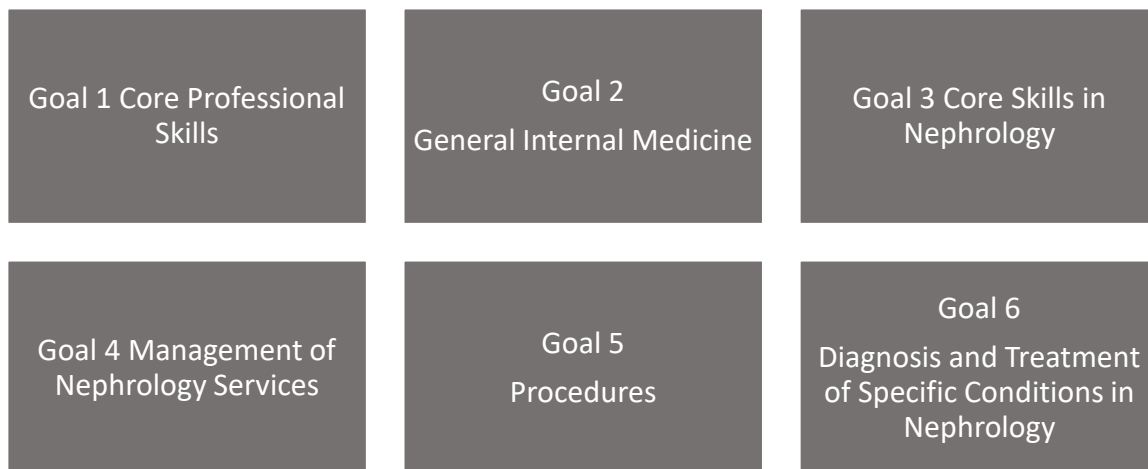 Goal 1 Core Professional
Skills
Goal 2
General Internal Medicine
Goal 3 Core Skills in
Nephrology
Goal 4 Management of
Nephrology Services
Goal 5
Procedures
Goal 6
Diagnosis and Treatment
of Specific Conditions in
Nephrology